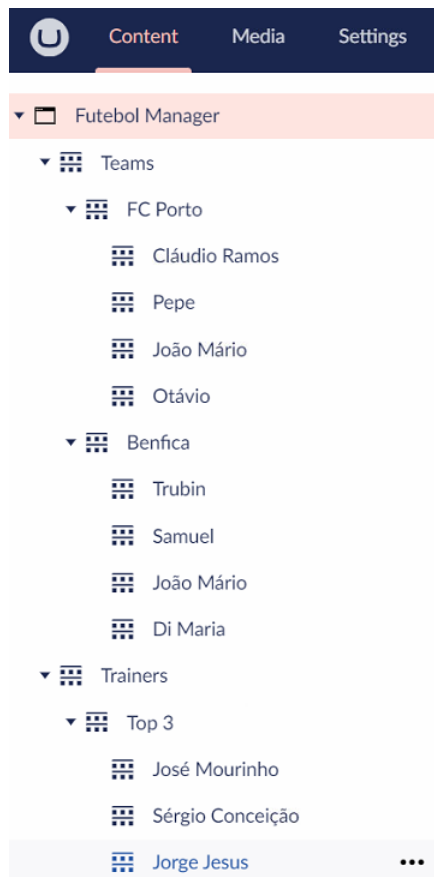 Content Media Settings
Futebol Manager
Teams
FC Porto
Cláudio Ramos
Pepe
João Mário
Otávio
Benfica
Trubin
Samuel
João Mário
Di Maria
Trainers
Top 3
José Mourinho
Sérgio Conceição
Jorge Jesus